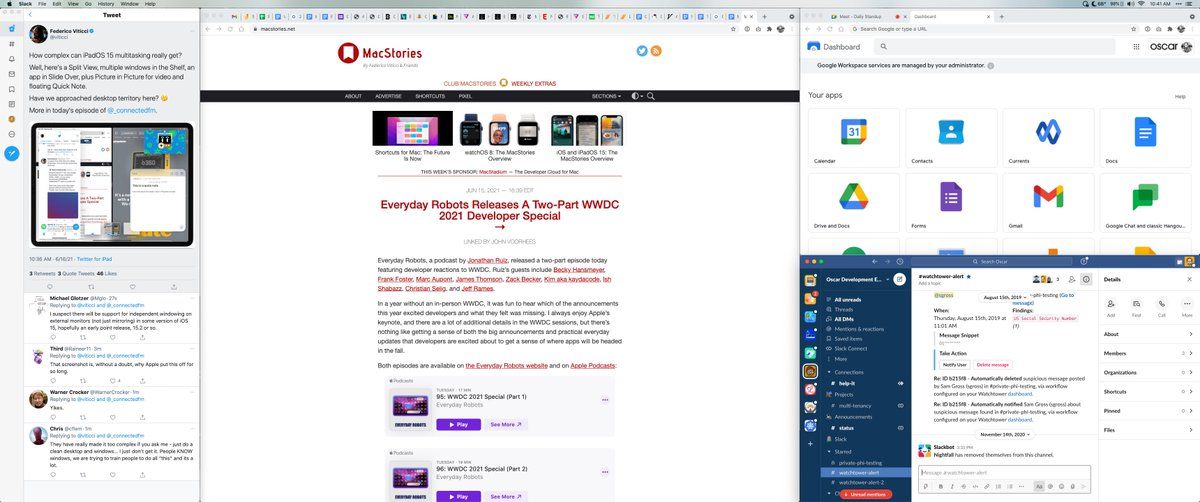 Slack File Edit View Go History Window Help
10:41 AM
Tweet
Federico Viticci
@viticci
How complex can iPadOS 15 multitasking really get?
Well, here's a Split View, multiple windows in the Shelf, an
app in Slide Over, plus Picture in Picture for video and
floating Quick Note.
Have we approached desktop territory here?
More in today's episode of @_connectedfm.
10:36 AM · 6/16/21 · Twitter for iPad
3 Retweets 3 Quote Tweets 46 Likes
Michael Glotzer @Mglo · 27s
Replying to @viticci and @_connectedfm
I suspect there will be support for independent windowing on
external monitors (not just mirroring) in some version of iOS
15, hopefully an early point release, 15.2 or so.
Third @Raineer11 · 3m
Replying to @viticci and @_connectedfm
That screenshot is, without a doubt, why Apple put this off for
so long.
4
Warner Crocker @WarnerCrocker · 1m
Replying to @viticci and @_connectedfm
Yikes.
Chris @cflem · 1m
Replying to @viticci and @_connectedfm
They have really made it too complex if you ask me - just do a
clean desktop and windows... I just don't get it. People KNOW
windows, we are trying to train people to do all "this" and its a
lot.
macstories.net
MacStories
By Federico Viticci & Friends
CLUB MACSTORIES WEEKLY EXTRAS
ABOUT ADVERTISE SHORTCUTS PIXEL SECTIONS
Shortcuts for Mac: The Future
Is Now
watchOS 8: The MacStories
Overview
iOS and iPadOS 15: The
MacStories Overview
THIS WEEK'S SPONSOR: MacStadium — The Developer Cloud for Mac
JUN 15, 2021 — 16:39 EDT
Everyday Robots Releases A Two-Part WWDC
2021 Developer Special
→
LINKED BY JOHN VOORHEES
Everyday Robots, a podcast by Jonathan Ruiz, released a two-part episode today
featuring developer reactions to WWDC. Ruiz's guests include Becky Hansmeyer,
Frank Foster, Marc Aupont, James Thomson, Zack Becker, Kim aka kaydacode, Ish
Shabazz, Christian Selig, and Jeff Rames.
In a year without an in-person WWDC, it was fun to hear which of the announcements
this year excited developers and what they felt was missing. I always enjoy Apple's
keynote, and there are a lot of additional details in the WWDC sessions, but there's
nothing like getting a sense of both the big announcements and practical everyday
updates that developers are excited about to get a sense of where apps will be headed
in the fall.
Both episodes are available on the Everyday Robots website and on Apple Podcasts:
Podcasts
TUESDAY · 17 MIN
95: WWDC 2021 Special (Part 1)
Everyday Robots
EVERYDAY ROBOTS
Play See More
Podcasts
96: WWDC 2021 Special (Part 2)
Everyday Robots
EVERYDAY ROBOTS
Play See More
Meet - Daily Standup Dashboard
Search Google or type a URL
Dashboard
oscar
Google Workspace services are managed by your administrator.
Your apps Help
31
Calendar Contacts Currents Docs
Drive and Docs Forms Gmail Google Chat and classic Hangou...
Search Oscar
Oscar Development E...
All unreads
Threads
All DMs
Mentions & reactions
Saved items
Slack Connect
More
Connections
help-it
Projects
multi-tenancy
Announcements
status
Slack
Starred
private-phi-testing
watchtower-alert
watchtower-alert-2
Unread mentions
#watchtower-alert
Add a topic
3
@sgross
August 15th, 2019
-phi-testing (Go to
message)
When:
Thursday, August 15th, 2019 at
11:01 AM
Findings:
US Social Security Number
(1)
Message Snippet
Take Action
Notify User Delete message
Re: ID b215f8 - Automatically deleted suspicious message posted
by Sam Gross (sgross) in #private-phi-testing, via workflow
configured on your Watchtower dashboard.
Re: ID b215f8 - Automatically notified Sam Gross (sgross) about
suspicious message found in #private-phi-testing, via workflow
configured on your Watchtower dashboard.
November 14th, 2020
Slackbot 3:33 PM
Nightfall has removed themselves from this channel.
Message #watchtower-alert
Details
Add Find Call More
About
Members 3
Organizations 2
Shortcuts
Pinned
Files